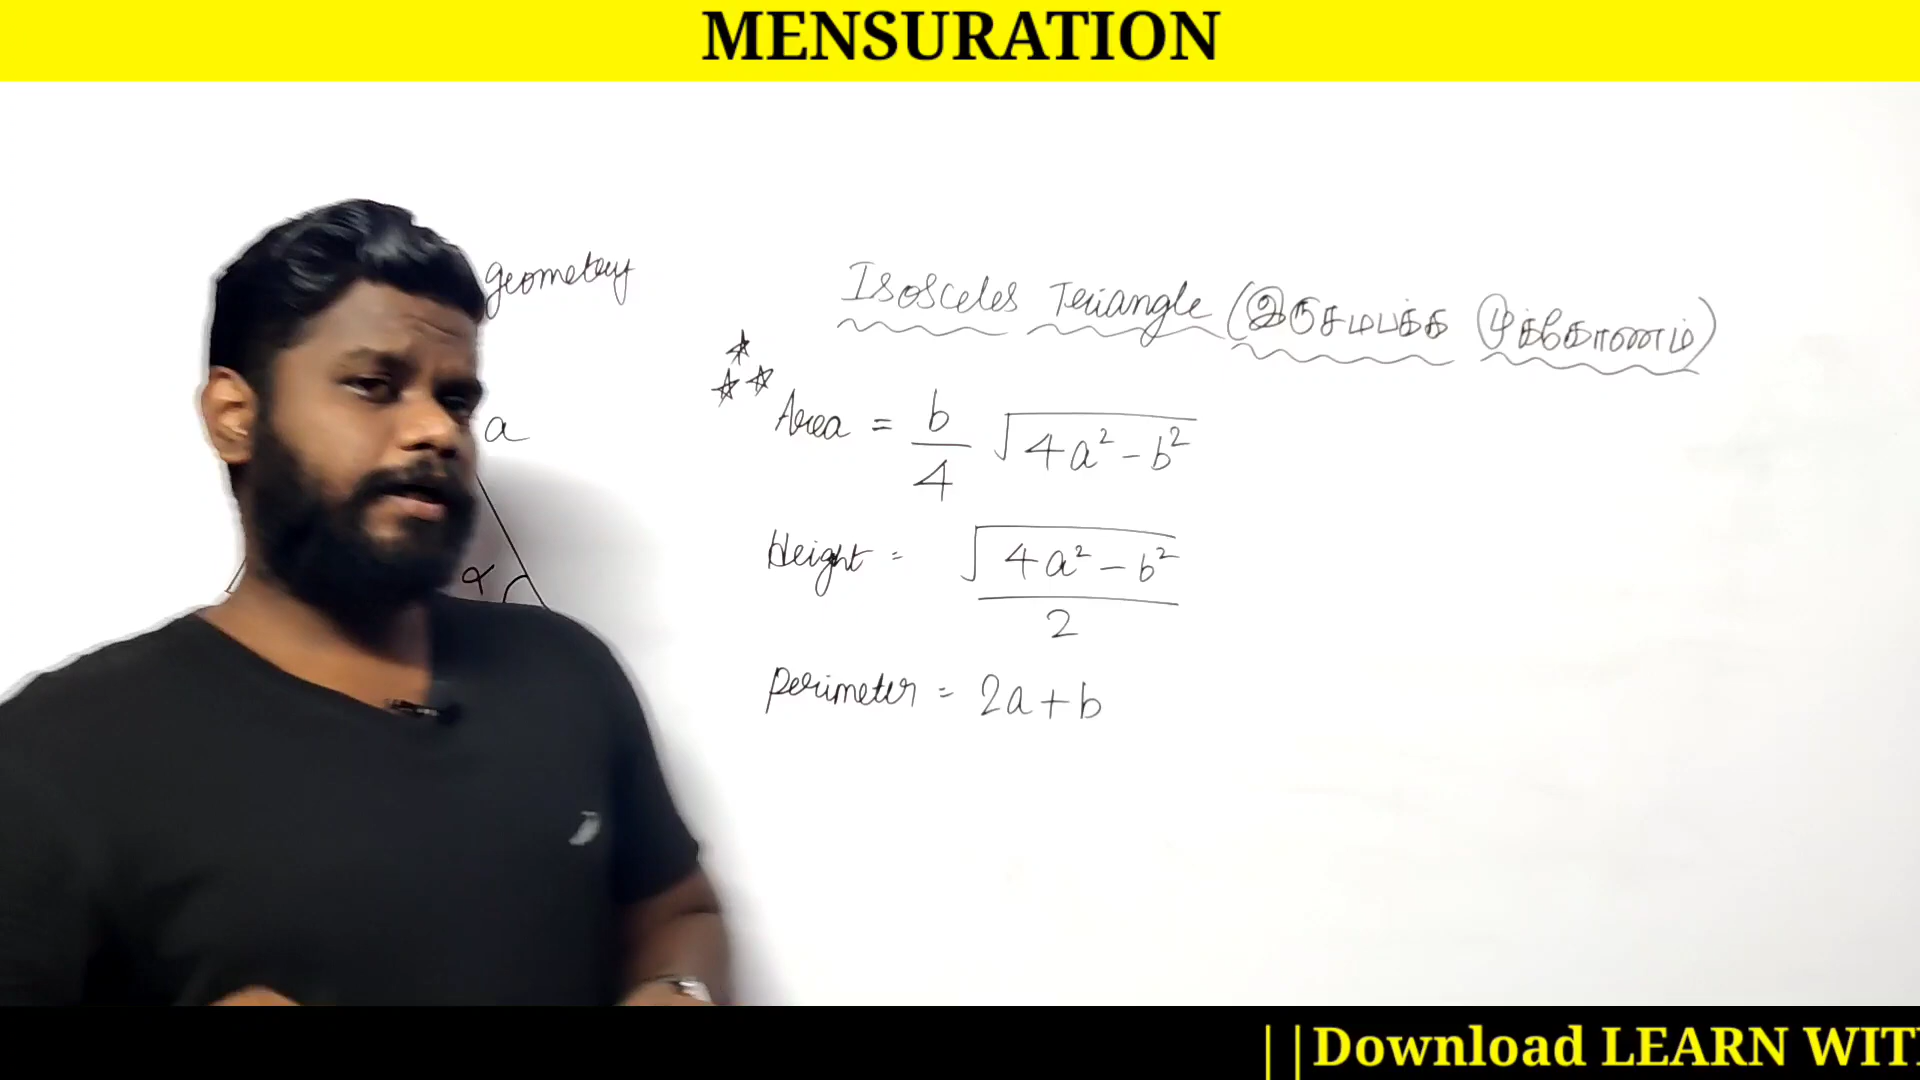 MENSURATION
geometry
Isosceles Triangle (இருசமபக்க முக்கோணம்)
a
Area = b/4 √(4a² - b²)
α
Height = √(4a² - b²)/2
perimeter = 2a + b
||Download LEARN WIT